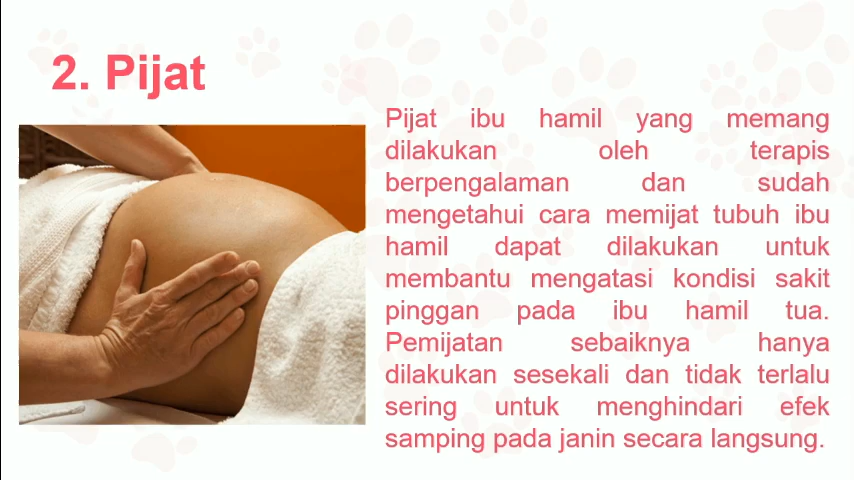 2. Pijat
Pijat ibu hamil yang memang
dilakukan oleh terapis
berpengalaman dan sudah
mengetahui cara memijat tubuh ibu
hamil dapat dilakukan untuk
membantu mengatasi kondisi sakit
pinggan pada ibu hamil tua.
Pemijatan sebaiknya hanya
dilakukan sesekali dan tidak terlalu
sering untuk menghindari efek
samping pada janin secara langsung.